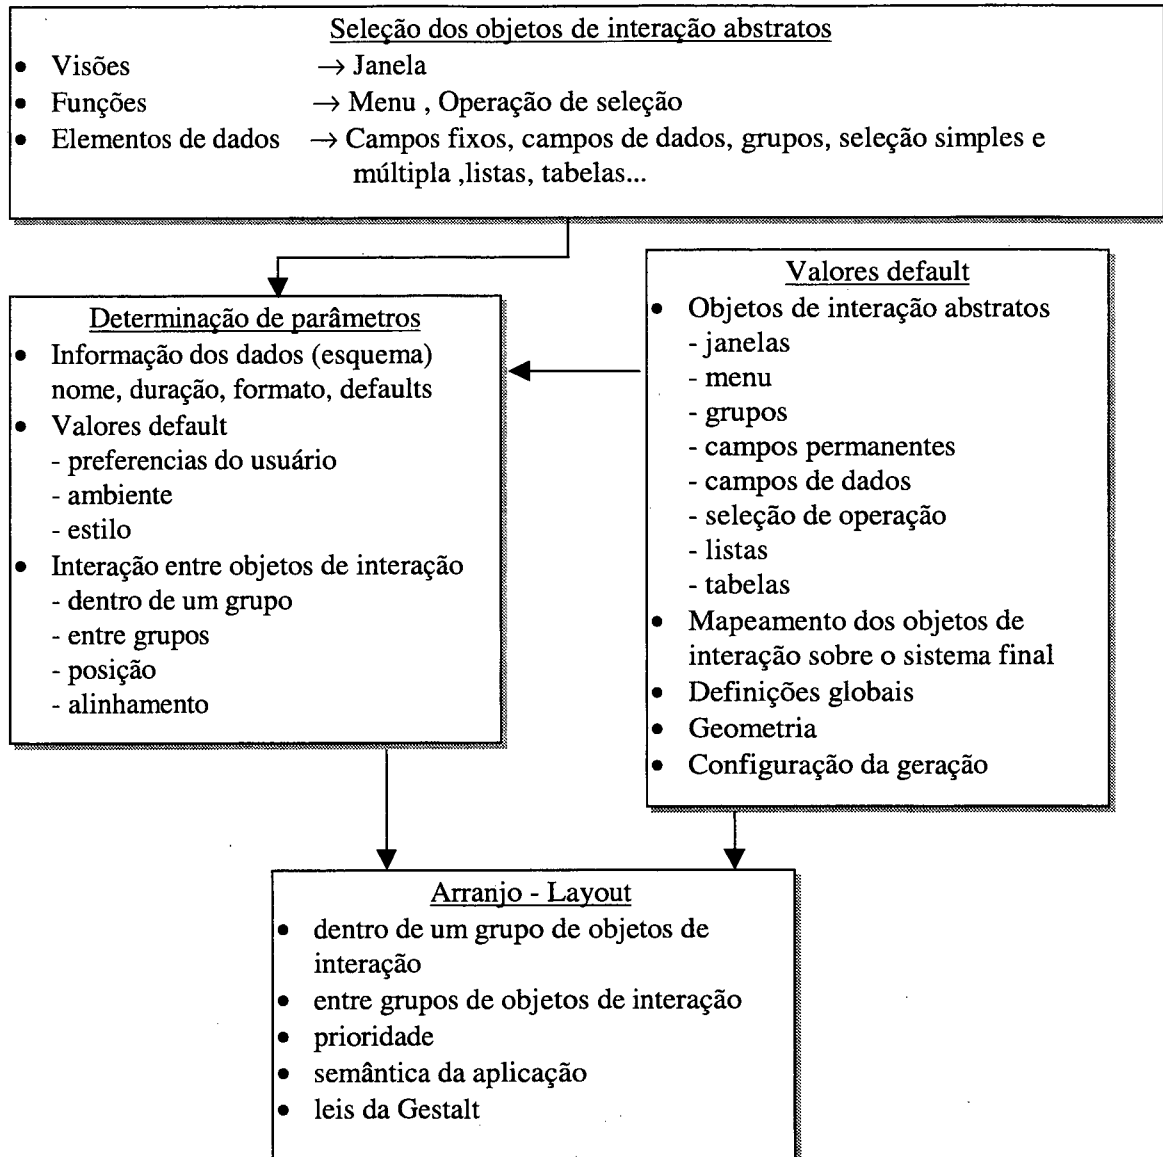 Seleção dos objetos de interação abstratos
• Visões → Janela
• Funções → Menu , Operação de seleção
• Elementos de dados → Campos fixos, campos de dados, grupos, seleção simples e
múltipla ,listas, tabelas...
Determinação de parâmetros
• Informação dos dados (esquema)
nome, duração, formato, defaults
• Valores default
- preferencias do usuário
- ambiente
- estilo
• Interação entre objetos de interação
- dentro de um grupo
- entre grupos
- posição
- alinhamento
Valores default
• Objetos de interação abstratos
- janelas
- menu
- grupos
- campos permanentes
- campos de dados
- seleção de operação
- listas
- tabelas
• Mapeamento dos objetos de
interação sobre o sistema final
• Definições globais
• Geometria
• Configuração da geração
Arranjo - Layout
• dentro de um grupo de objetos de
interação
• entre grupos de objetos de interação
• prioridade
• semântica da aplicação
• leis da Gestalt